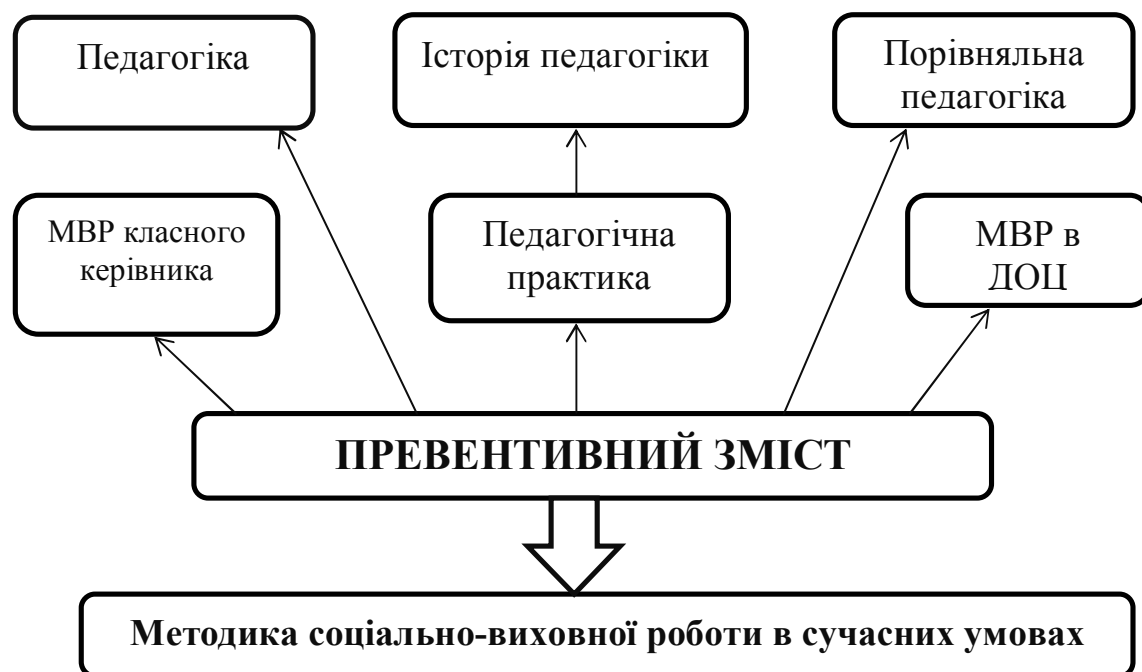 Педагогіка
Історія педагогіки
Порівняльна
педагогіка
МВР класного
керівника
Педагогічна
практика
МВР в
ДОЦ
ПРЕВЕНТИВНИЙ ЗМІСТ
Методика соціально-виховної роботи в сучасних умовах